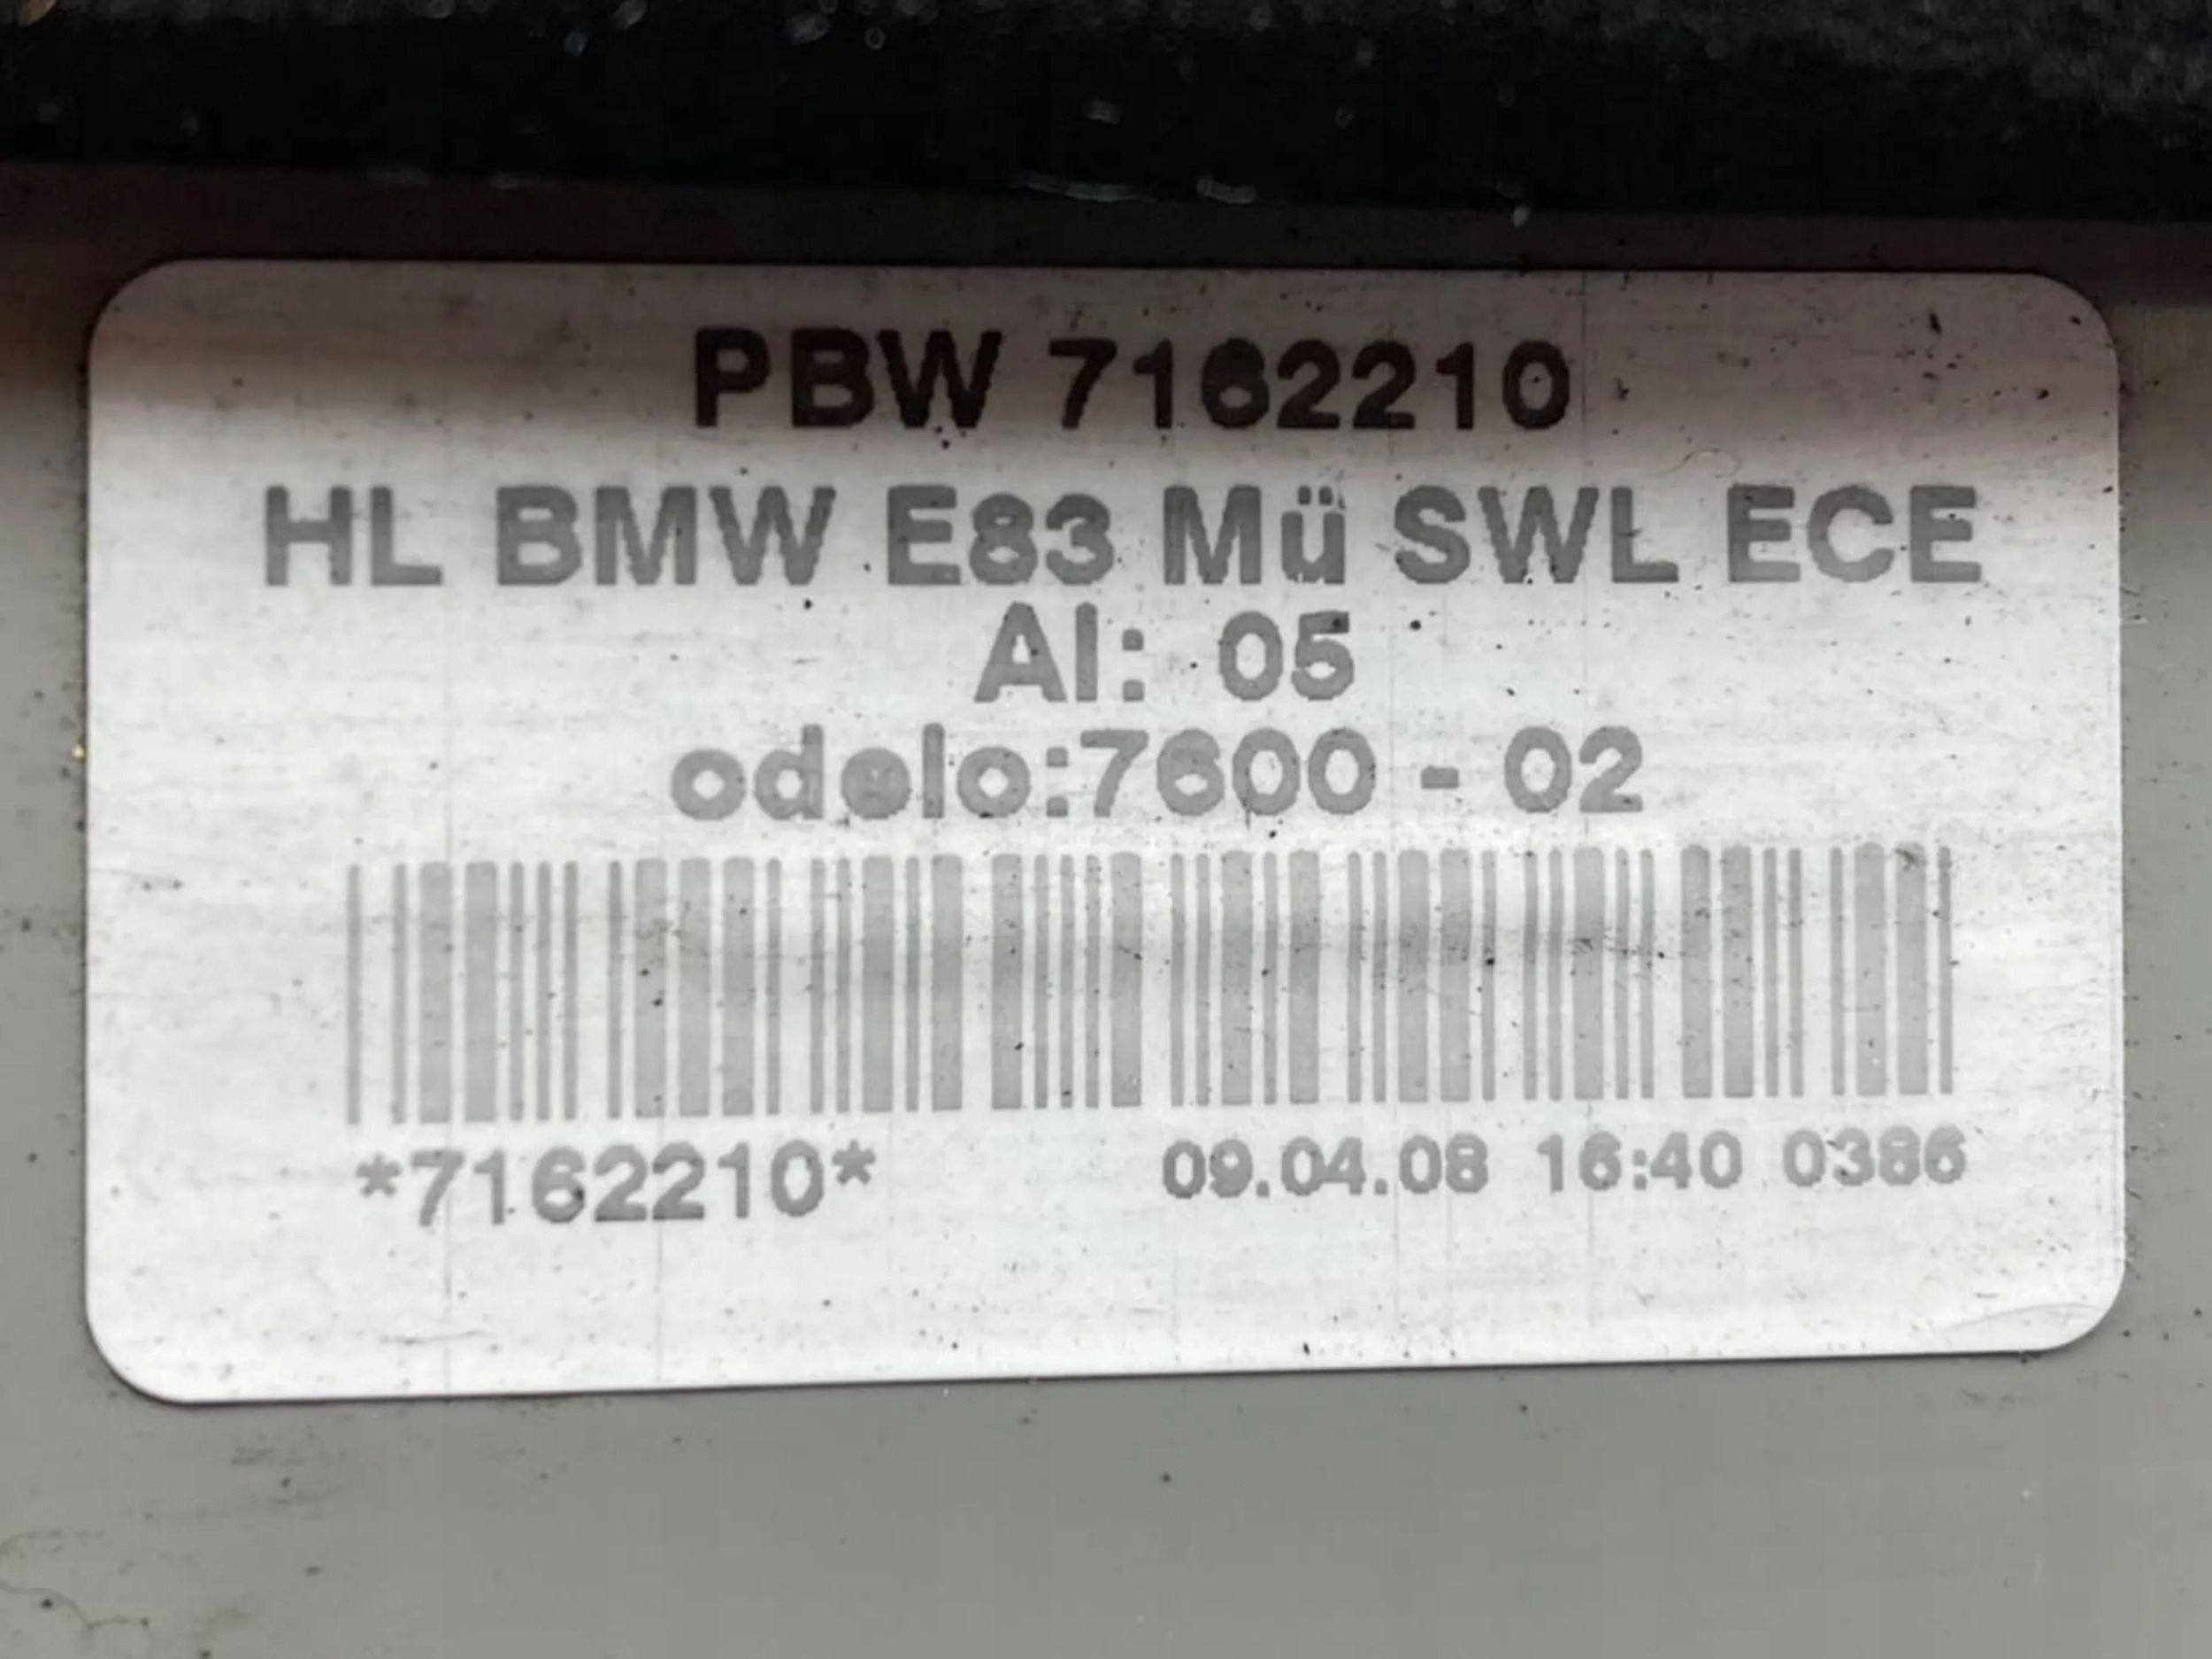 PBW 7162210
HL BMW E83 Mü SWL ECE
AI: 05
odelo:7600 - 02
*7162210* 09.04.08 16:40 0386